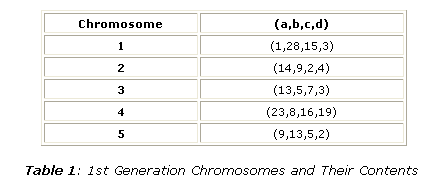 Chromosome (a,b,c,d)
1 (1,28,15,3)
2 (14,9,2,4)
3 (13,5,7,3)
4 (23,8,16,19)
5 (9,13,5,2)
Table 1: 1st Generation Chromosomes and Their Contents